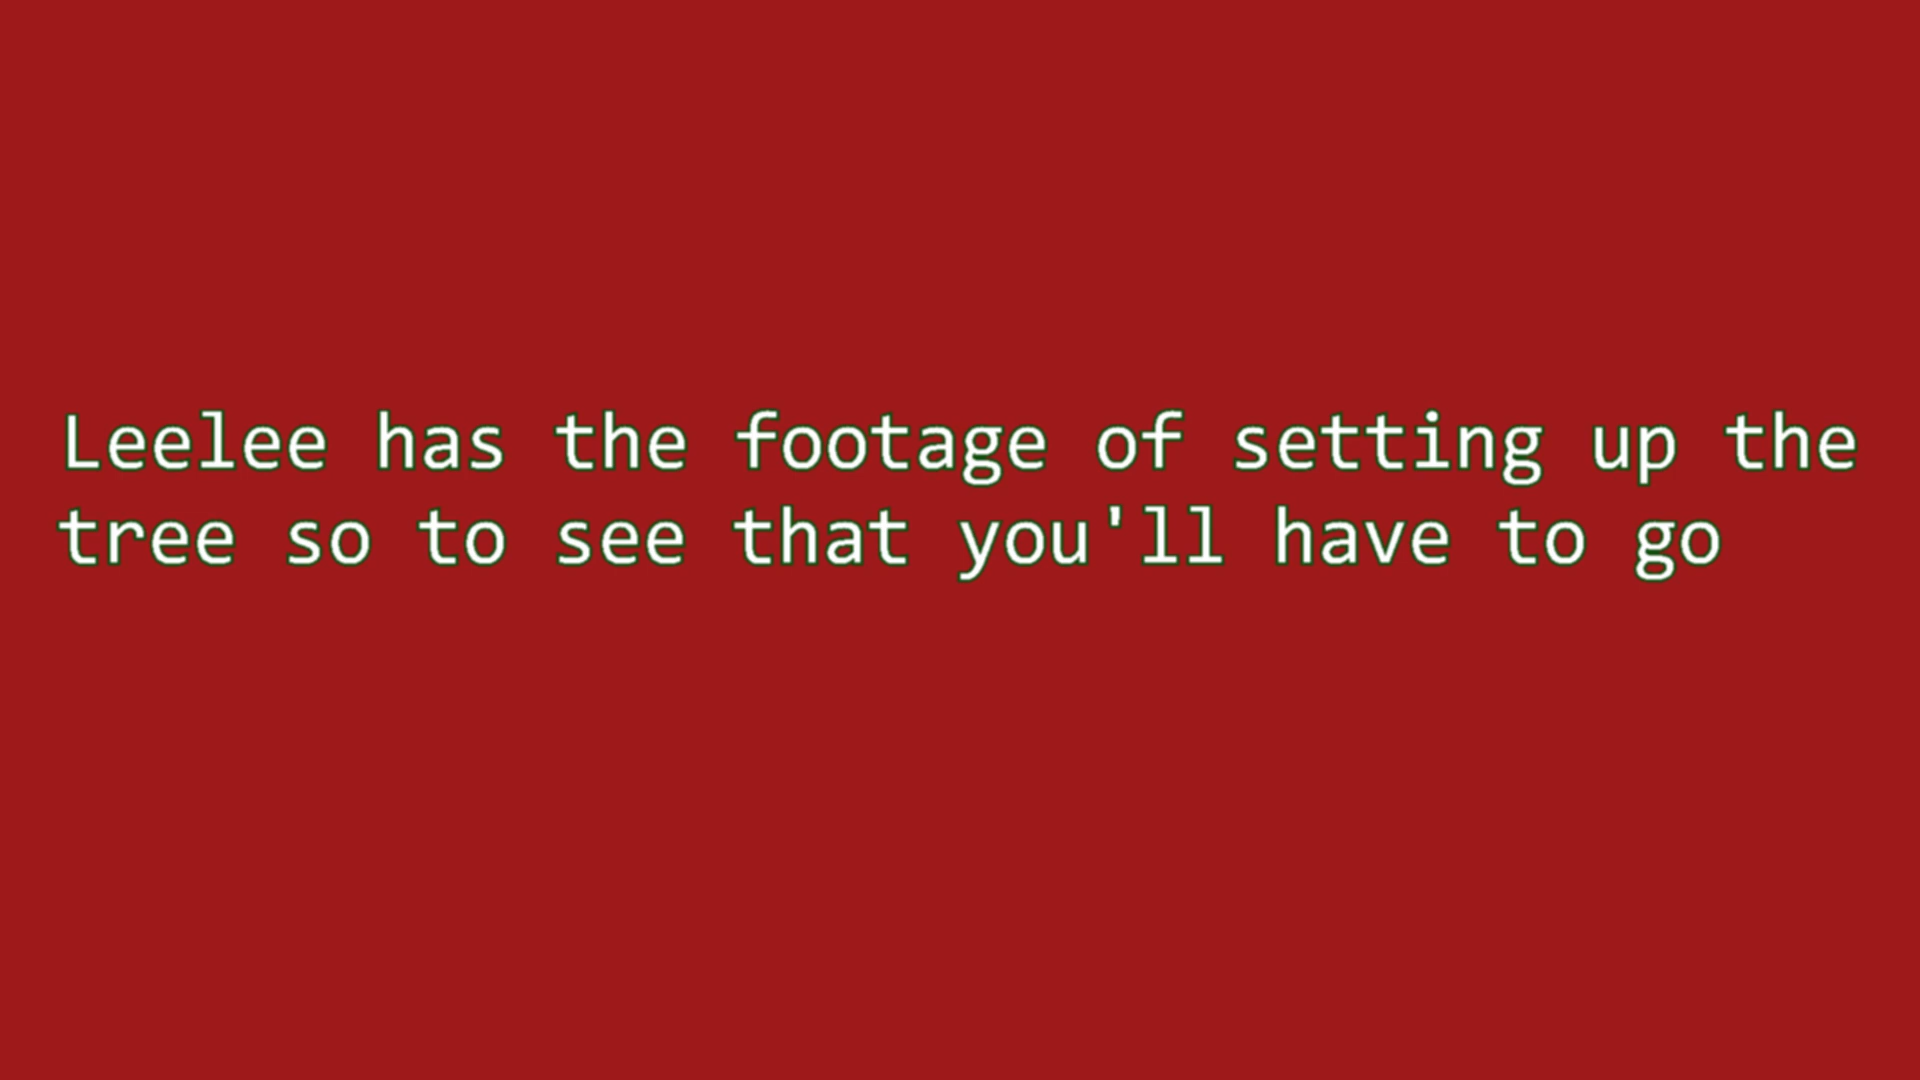 Leelee has the footage of setting up the
tree so to see that you'll have to go